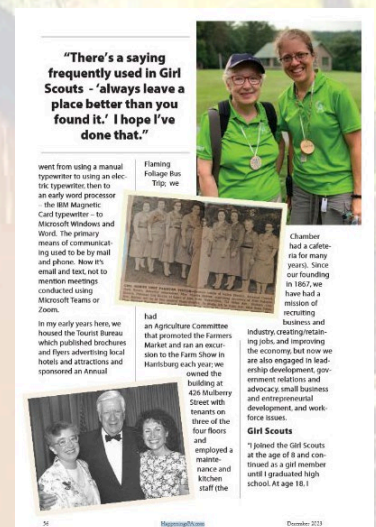 “There’s a saying
frequently used in Girl
Scouts - ‘always leave a
place better than you
found it.’ I hope I’ve
done that.”
went from using a manual
typewriter to using an elec-
tric typewriter, then to
an early word processor
– the IBM Magnetic
Card typewriter – to
Microsoft Windows and
Word. The primary
means of communicat-
ing used to be by mail
and phone. Now it’s
email and text, not to
mention meetings
conducted using
Microsoft Teams or
Zoom.
In my early years here, we
housed the Tourist Bureau
which published brochures
and flyers advertising local
hotels and attractions and
sponsored an Annual
Flaming
Foliage Bus
Trip; we
had
an Agriculture Committee
that promoted the Farmers
Market and ran an excur-
sion to the Farm Show in
Harrisburg each year; we
owned the
building at
426 Mulberry
Street with
tenants on
three of the
four floors
and
employed a
mainte-
nance and
kitchen
staff (the
Chamber
had a cafete-
ria for many
years). Since
our founding
in 1867, we
have had a
mission of
recruiting
business and
industry, creating/retain-
ing jobs, and improving
the economy, but now we
are also engaged in lead-
ership development, gov-
ernment relations and
advocacy, small business
and entrepreneurial
development, and work-
force issues.
Girl Scouts
“I joined the Girl Scouts
at the age of 8 and con-
tinued as a girl member
until I graduated high
school. At age 18, I
HappeningsPA.com
December 2023